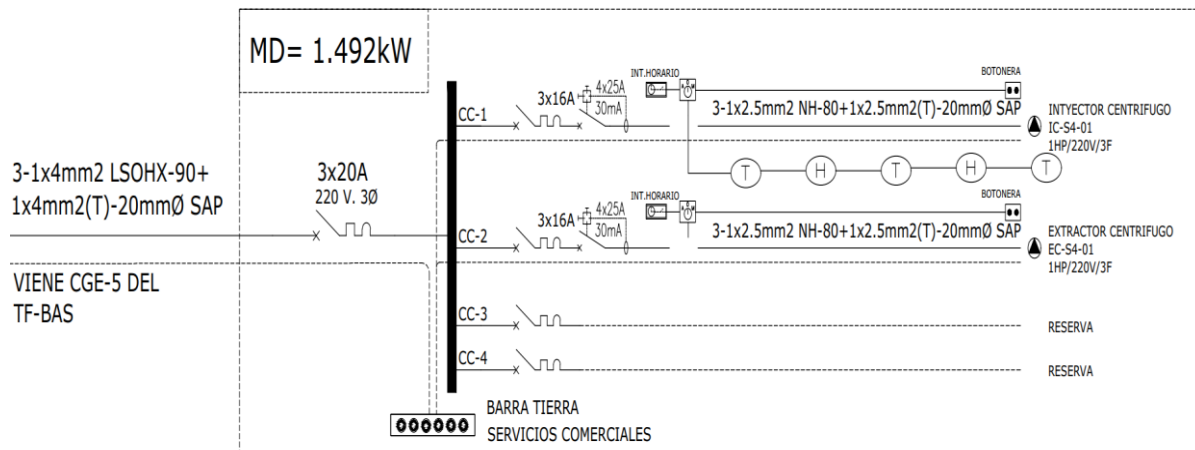 MD= 1.492kW
3-1x4mm2 LSOHX-90+
1x4mm2(T)-20mmØ SAP
VIENE CGE-5 DEL
TF-BAS
3x20A
220 V. 3Ø
CC-1
3x16A
4x25A
30mA
INT.HORARIO
BOTONERA
3-1x2.5mm2 NH-80+1x2.5mm2(T)-20mmØ SAP
INTYECTOR CENTRIFUGO
IC-S4-01
1HP/220V/3F
T
H
T
H
T
CC-2
3x16A
4x25A
30mA
INT.HORARIO
BOTONERA
3-1x2.5mm2 NH-80+1x2.5mm2(T)-20mmØ SAP
EXTRACTOR CENTRIFUGO
EC-S4-01
1HP/220V/3F
CC-3
RESERVA
CC-4
RESERVA
BARRA TIERRA
SERVICIOS COMERCIALES